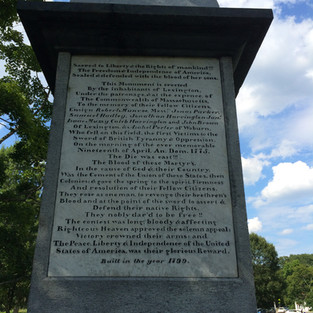 Sacred to Liberty & the Rights of mankind!!!
The Freedom & Independence of America,
Sealed & defended with the blood of her sons.
This Monument is erected
By the inhabitants of Lexington,
Under the patronage & at the expense of
The Commonwealth of Massachusetts,
To the memory of their Fellow Citizens,
Ensign Robert Munroe, Messrs. Jonas Parker,
Samuel Hadley, Jonathan Harrington Junr
Isaac Muzzy, Caleb Harrington and John Brown
Of Lexington, & Asahel Porter of Woburn,
Who fell on this field, the First Victims to the
Sword of British Tyranny & Oppression,
On the morning of the ever memorable
Nineteenth of April, An. Dom. 1775.
The Die was cast!!!
The Blood of these Martyrs,
In the cause of God & their Country,
Was the Cement of the Union of these States, then
Colonies; & gave the spring to the spirit, Firmness
And resolution of their Fellow Citizens.
They rose as one man, to revenge their brethren's
Blood and at the point of the sword to assert &
Defend their native Rights.
They nobly dar'd to be free!!
The contest was long, bloody & affecting
Righteous Heaven approved the solemn appeal;
Victory crowned their arms; and
The Peace, Liberty & Independence of the United
States of America, was their glorious Reward.
Built in the year 1799.